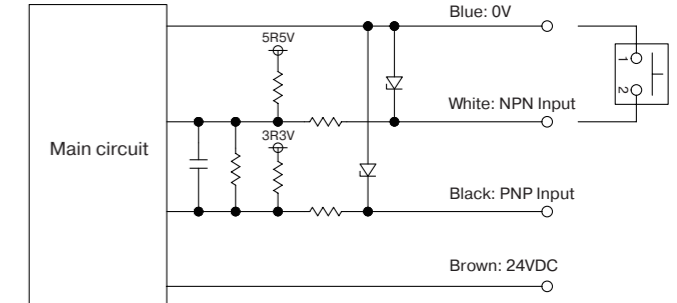 Blue: 0V
5R5V
1
2
White: NPN Input
3R3V
Main circuit
Black: PNP Input
Brown: 24VDC